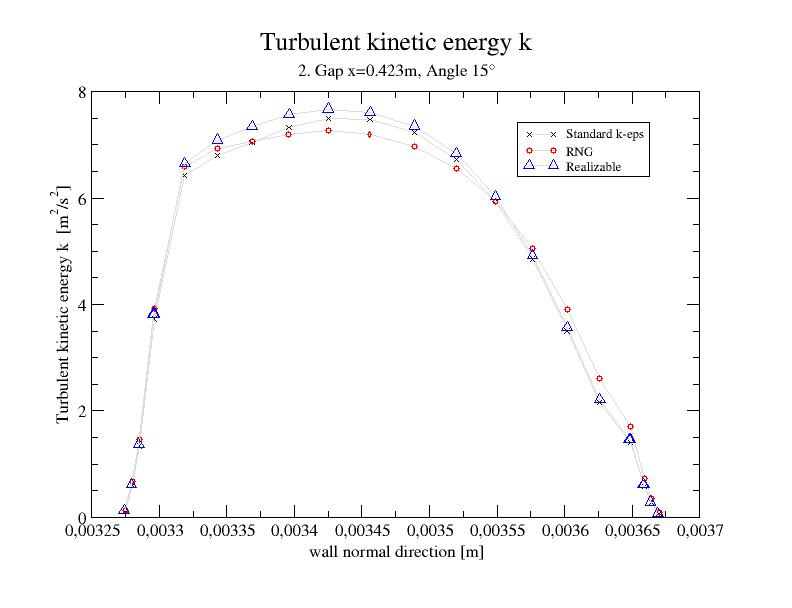 Turbulent kinetic energy k
2. Gap x=0.423m, Angle 15°
8
6
4
2
0
Turbulent kinetic energy k [m²/s²]
Standard k-eps
RNG
Realizable
0,00325 0,0033 0,00335 0,0034 0,00345 0,0035 0,00355 0,0036 0,00365 0,0037
wall normal direction [m]